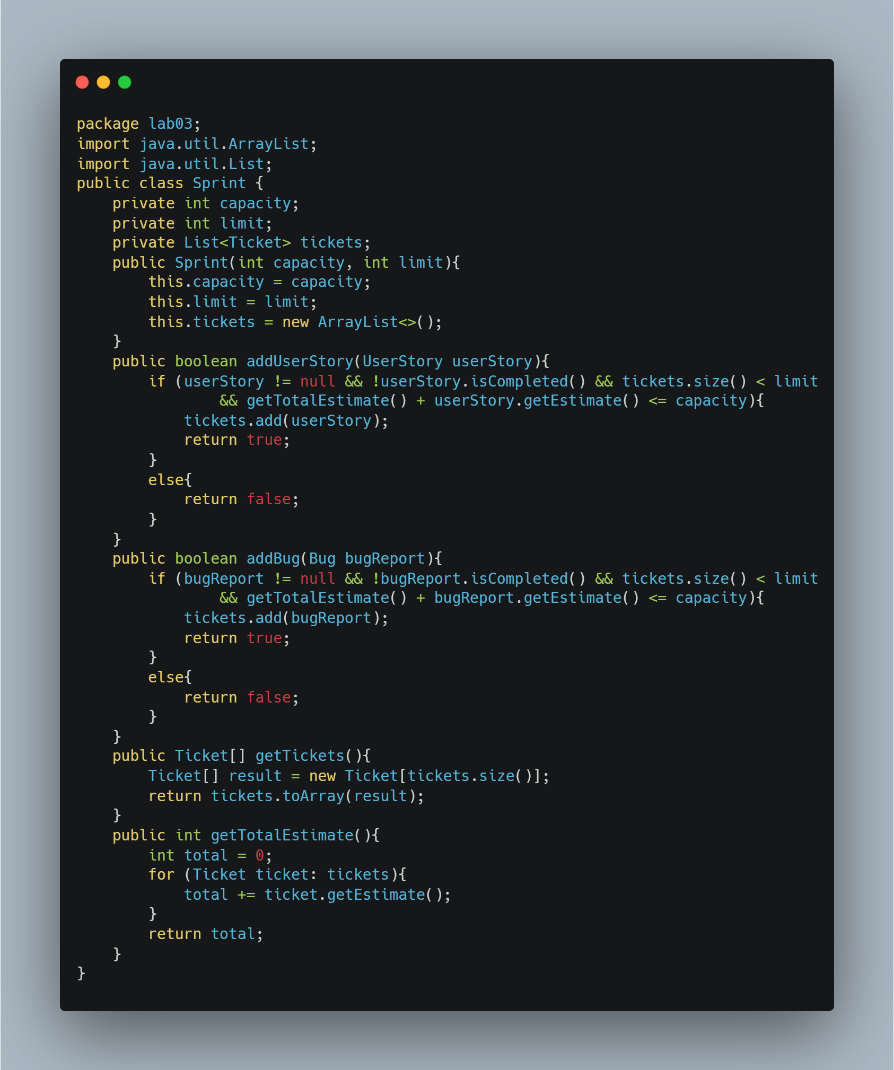 package lab03;
import java.util.ArrayList;
import java.util.List;
public class Sprint {
    private int capacity;
    private int limit;
    private List<Ticket> tickets;
    public Sprint(int capacity, int limit){
        this.capacity = capacity;
        this.limit = limit;
        this.tickets = new ArrayList<>();
    }
    public boolean addUserStory(UserStory userStory){
        if (userStory != null && !userStory.isCompleted() && tickets.size() < limit
                && getTotalEstimate() + userStory.getEstimate() <= capacity){
            tickets.add(userStory);
            return true;
        }
        else{
            return false;
        }
    }
    public boolean addBug(Bug bugReport){
        if (bugReport != null && !bugReport.isCompleted() && tickets.size() < limit
                && getTotalEstimate() + bugReport.getEstimate() <= capacity){
            tickets.add(bugReport);
            return true;
        }
        else{
            return false;
        }
    }
    public Ticket[] getTickets(){
        Ticket[] result = new Ticket[tickets.size()];
        return tickets.toArray(result);
    }
    public int getTotalEstimate(){
        int total = 0;
        for (Ticket ticket: tickets){
            total += ticket.getEstimate();
        }
        return total;
    }
}